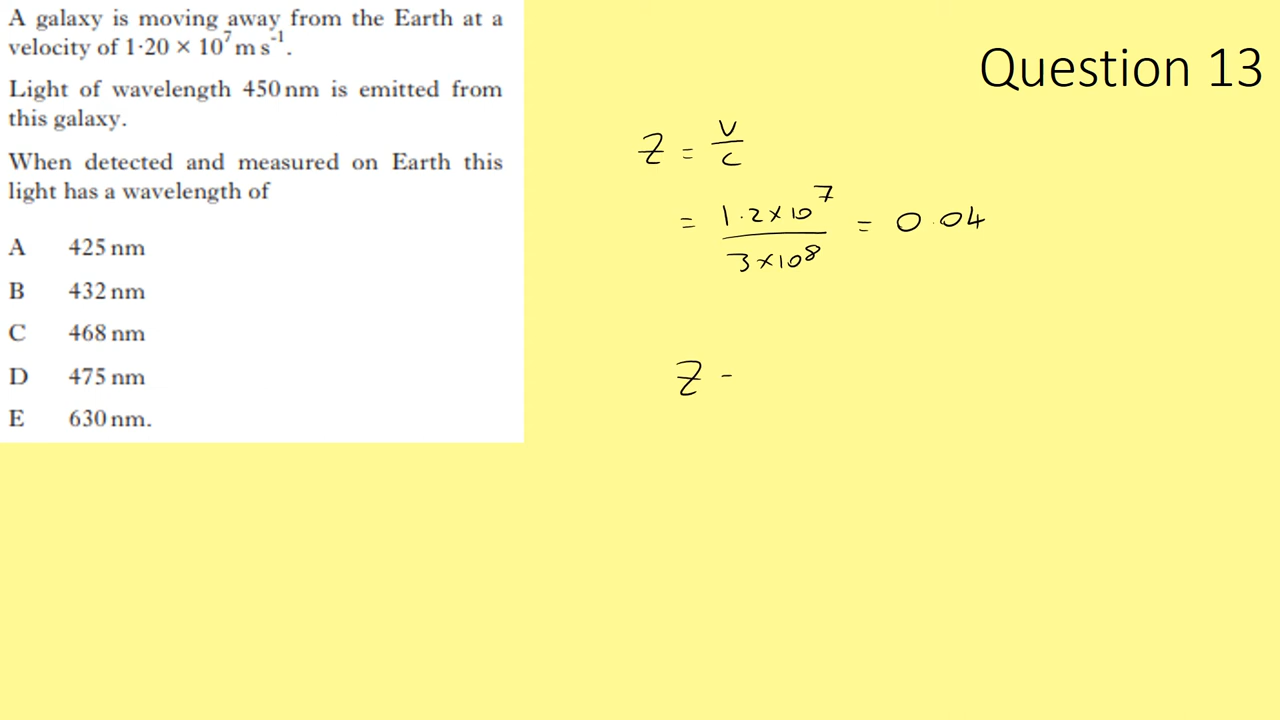 A galaxy is moving away from the Earth at a
velocity of 1·20 × 10⁷ m s⁻¹.
Light of wavelength 450 nm is emitted from
this galaxy.
When detected and measured on Earth this
light has a wavelength of
A 425 nm
B 432 nm
C 468 nm
D 475 nm
E 630 nm.
Question 13
Z = v/c
= 1.2×10⁷ / 3×10⁸ = 0.04
Z =